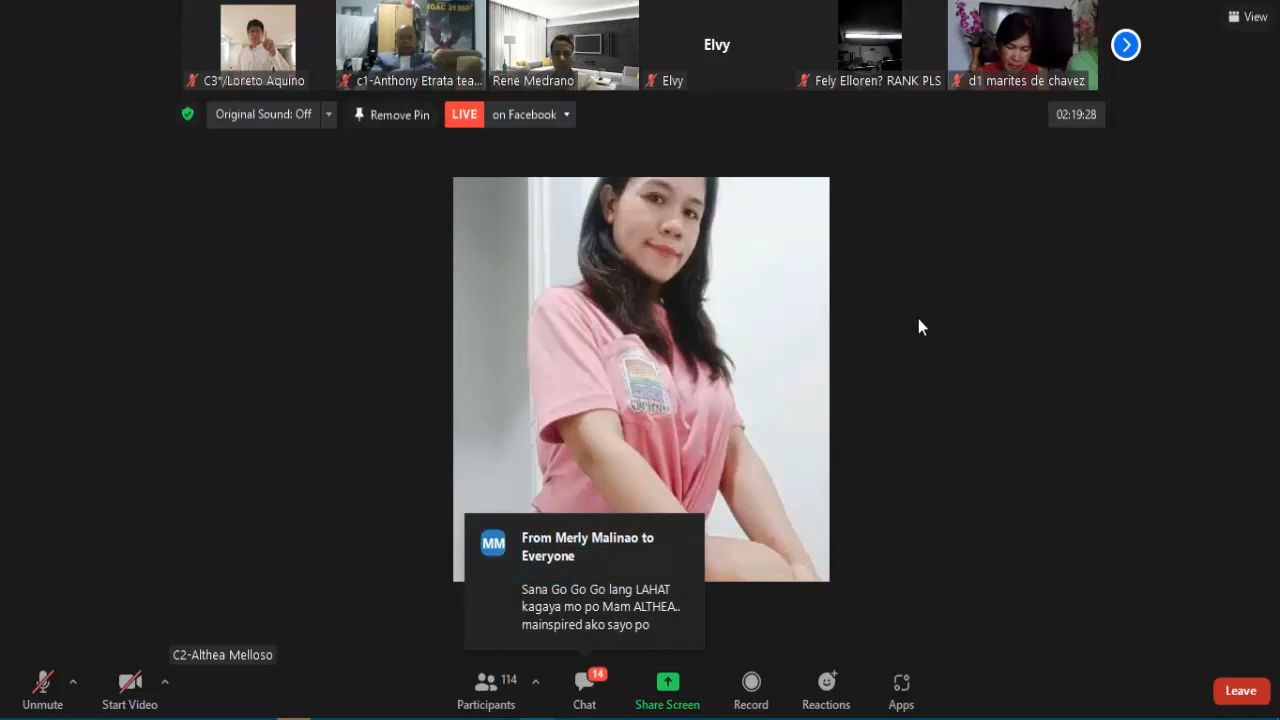 View
IGAC 31360
Elvy
C3*/Loreto Aquino
c1-Anthony Etrata tea...
Rene Medrano
Elvy
Fely Elloren? RANK PLS
d1 marites de chavez
Original Sound: Off
Remove Pin
LIVE
on Facebook
02:19:28
MM
From Merly Malinao to
Everyone
Sana Go Go Go lang LAHAT
kagaya mo po Mam ALTHEA..
mainspired ako sayo po
C2-Althea Melloso
114
14
Unmute
Start Video
Participants
Chat
Share Screen
Record
Reactions
Apps
Leave